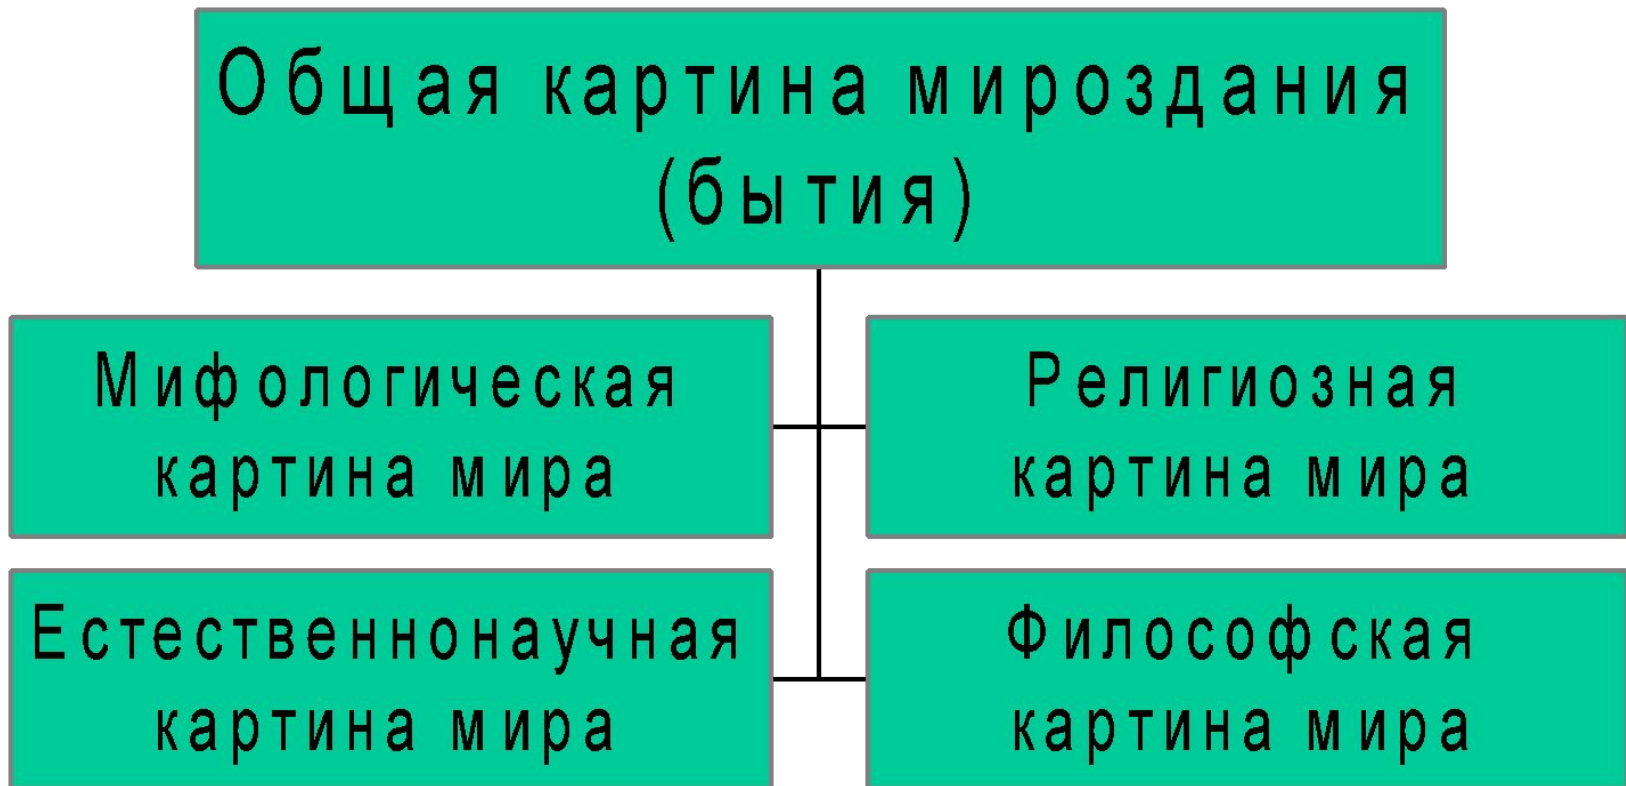 Общая картина мироздания
(бытия)
Мифологическая
картина мира
Религиозная
картина мира
Естественнонаучная
картина мира
Философская
картина мира